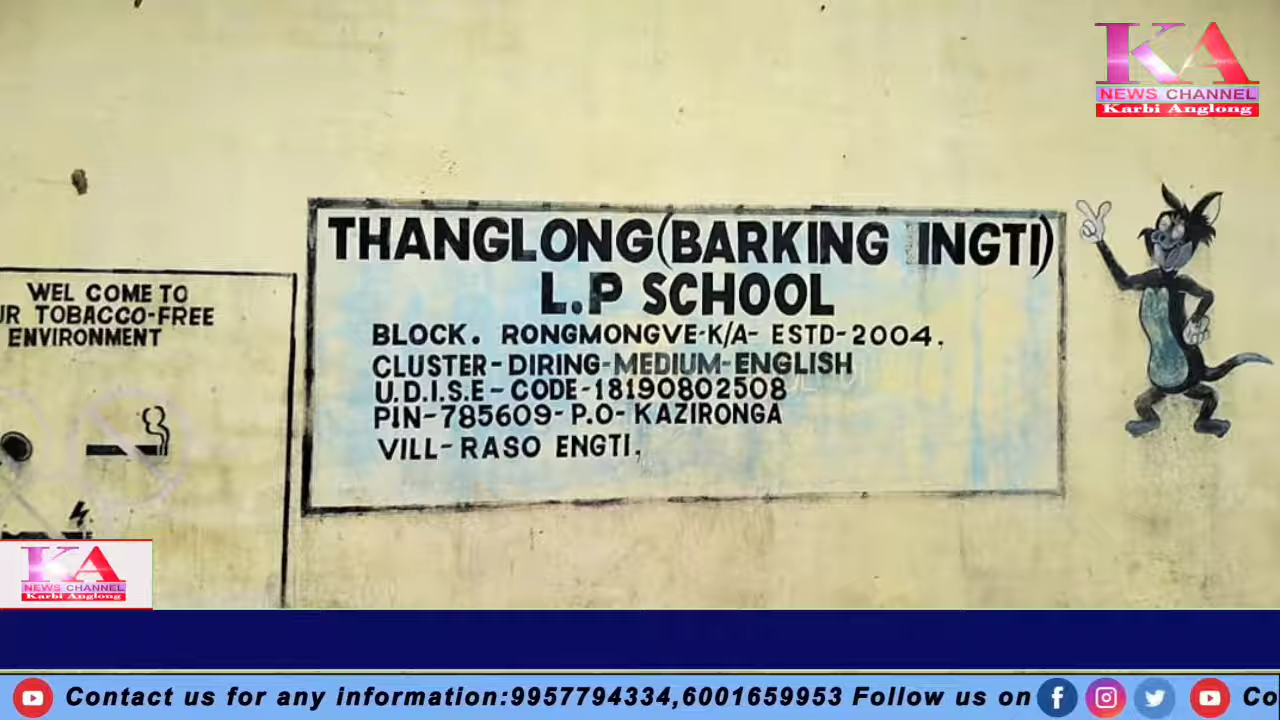 KA
NEWS CHANNEL
Karbi Anglong
THANGLONG(BARKING INGTI)
L.P SCHOOL
BLOCK. RONGMONGVE-K/A- ESTD-2004.
CLUSTER-DIRING-MEDIUM-ENGLISH
U.D.I.S.E- CODE-18190802508
PIN-785609-P.O- KAZIRONGA
VILL- RASO ENGTI.
WEL COME TO
UR TOBACCO-FREE
ENVIRONMENT
KA
NEWS CHANNEL
Karbi Anglong
Contact us for any information:9957794334,6001659953 Follow us on
Co